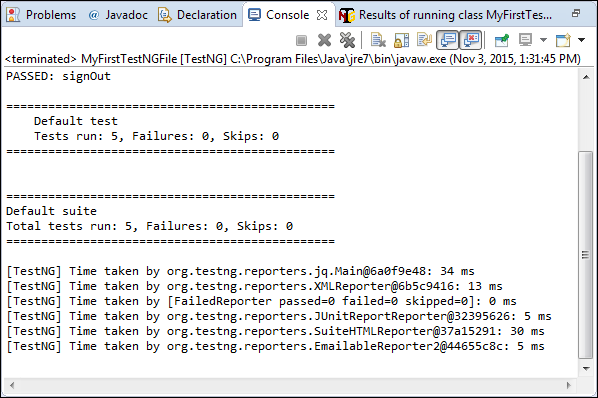 Problems @ Javadoc Declaration Console Results of running class MyFirstTes...
<terminated> MyFirstTestNGFile [TestNG] C:\Program Files\Java\jre7\bin\javaw.exe (Nov 3, 2015, 1:31:45 PM)
PASSED: signOut
===============================================
    Default test
    Tests run: 5, Failures: 0, Skips: 0
===============================================
===============================================
Default suite
Total tests run: 5, Failures: 0, Skips: 0
===============================================
[TestNG] Time taken by org.testng.reporters.jq.Main@6a0f9e48: 34 ms
[TestNG] Time taken by org.testng.reporters.XMLReporter@6b5c9416: 13 ms
[TestNG] Time taken by [FailedReporter passed=0 failed=0 skipped=0]: 0 ms
[TestNG] Time taken by org.testng.reporters.JUnitReportReporter@32395626: 5 ms
[TestNG] Time taken by org.testng.reporters.SuiteHTMLReporter@37a15291: 30 ms
[TestNG] Time taken by org.testng.reporters.EmailableReporter2@44655c8c: 5 ms